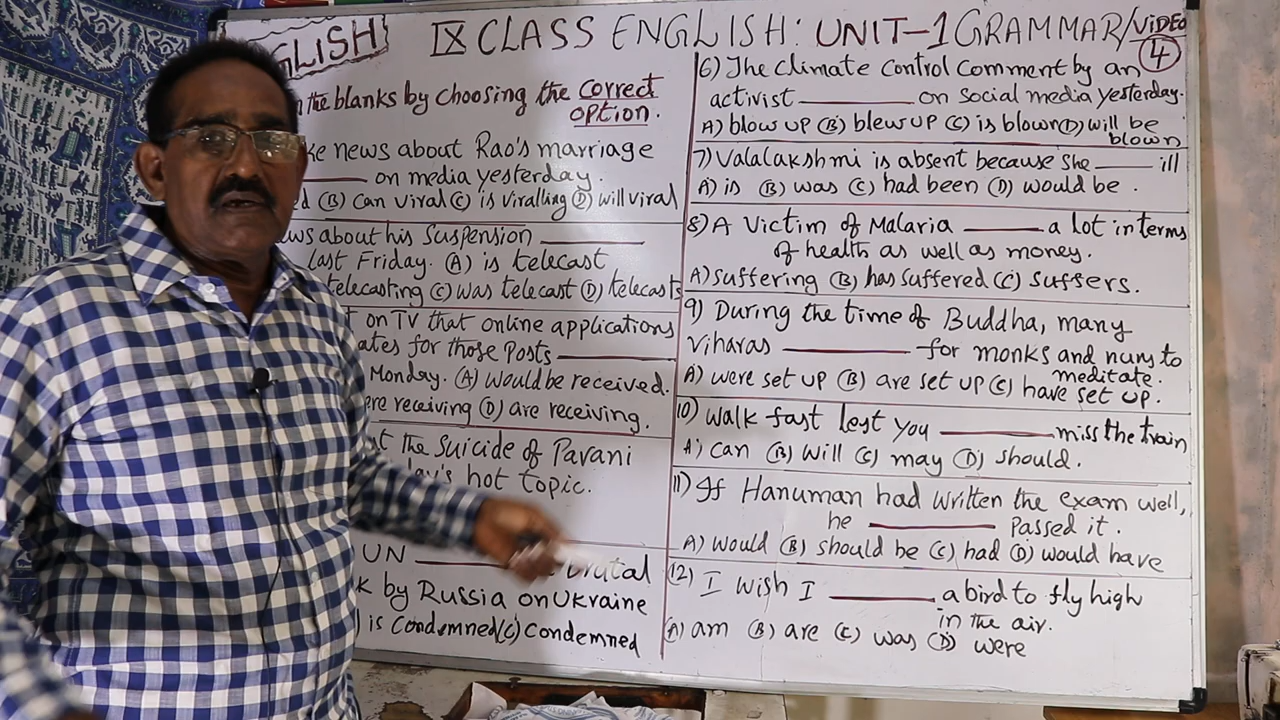 GLISH
IX CLASS ENGLISH: UNIT-1 GRAMMAR/VIDEO
4
the blanks by choosing the correct
option.
news about Rao's marriage
on media yesterday
(B) can viral (C) is viralling (D) will viral
about his suspension
last Friday. (A) is telecast
telecasting (C) was telecast (D) telecasts
on TV that online applications
for those posts
Monday. (A) would be received.
receiving (D) are receiving.
the suicide of Pavani
hot topic.
UN brutal
by Russia on Ukraine
is condemned (C) condemned
6) The climate control comment by an
activist on social media yesterday.
A) blow up (B) blew up (C) is blown (D) will be
blown
7) Valalakshmi is absent because she ill
A) is (B) was (C) had been (D) would be.
8) A victim of Malaria a lot in terms
of health as well as money.
A) suffering (B) has suffered (C) suffers.
9) During the time of Buddha, many
viharas for monks and nuns to
meditate.
A) were set up (B) are set up (C) have set up.
10) Walk fast lest you miss the train
A) can (B) will (C) may (D) should.
11) If Hanuman had written the exam well,
he passed it.
A) would (B) should be (C) had (D) would have
(12) I wish I a bird to fly high
in the air.
(A) am (B) are (C) was (D) were